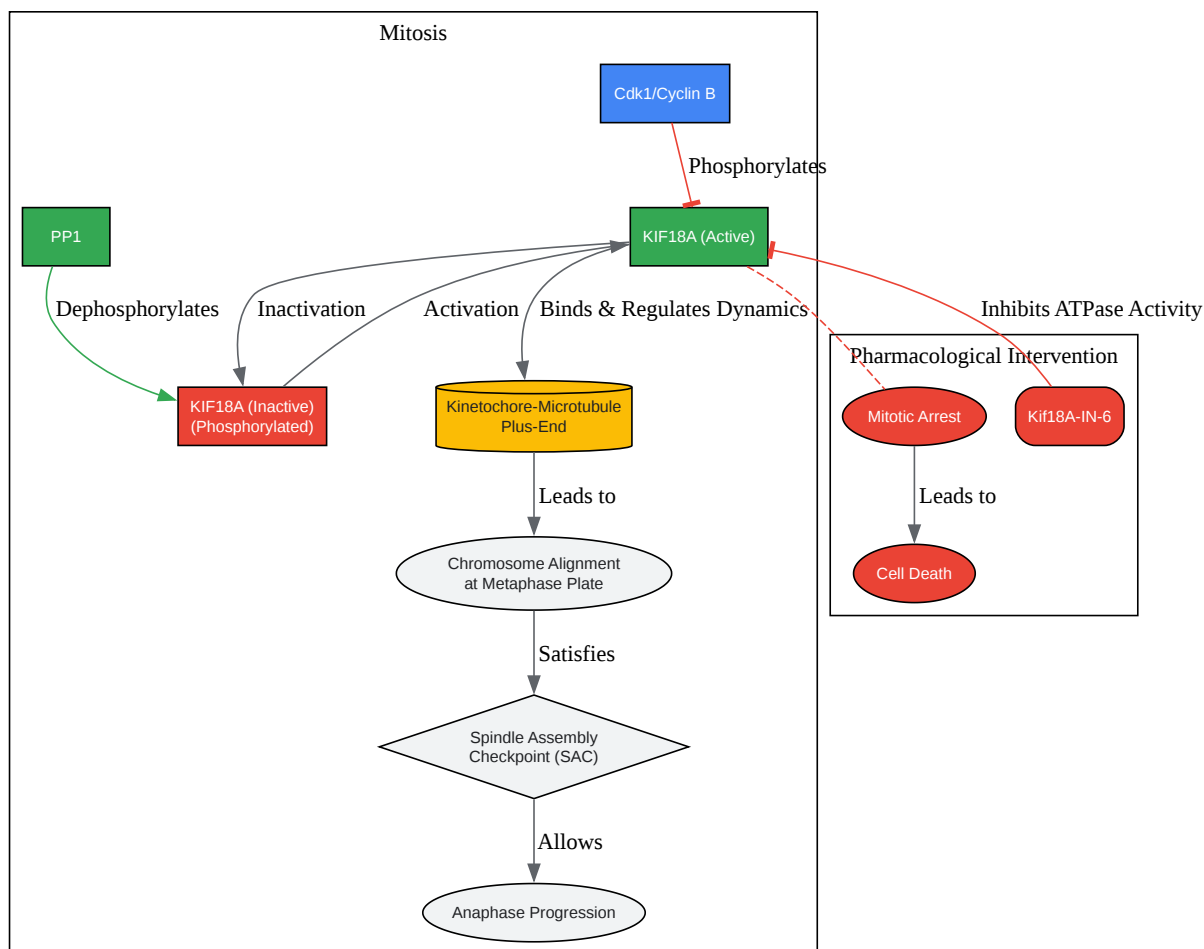 Mitosis
Cdk1/Cyclin B
Phosphorylates
PP1
KIF18A (Active)
Dephosphorylates
Inactivation
Activation
Binds & Regulates Dynamics
Inhibits ATPase Activity
Pharmacological Intervention
KIF18A (Inactive)
(Phosphorylated)
Kinetochore-Microtubule
Plus-End
Mitotic Arrest
Kif18A-IN-6
Leads to
Leads to
Chromosome Alignment
at Metaphase Plate
Cell Death
Satisfies
Spindle Assembly
Checkpoint (SAC)
Allows
Anaphase Progression